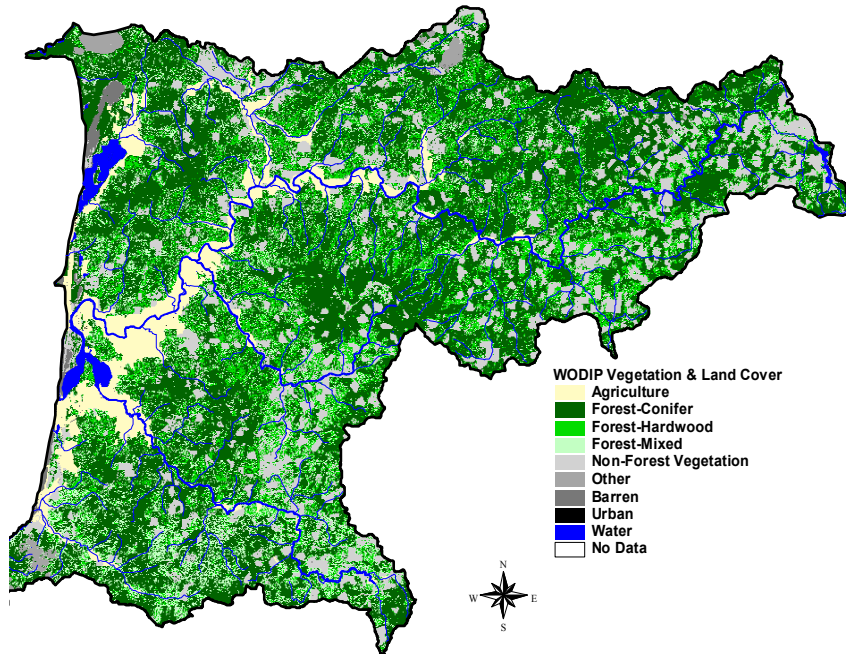 WODIP Vegetation & Land Cover
Agriculture
Forest-Conifer
Forest-Hardwood
Forest-Mixed
Non-Forest Vegetation
Other
Barren
Urban
Water
No Data
N
W E
S